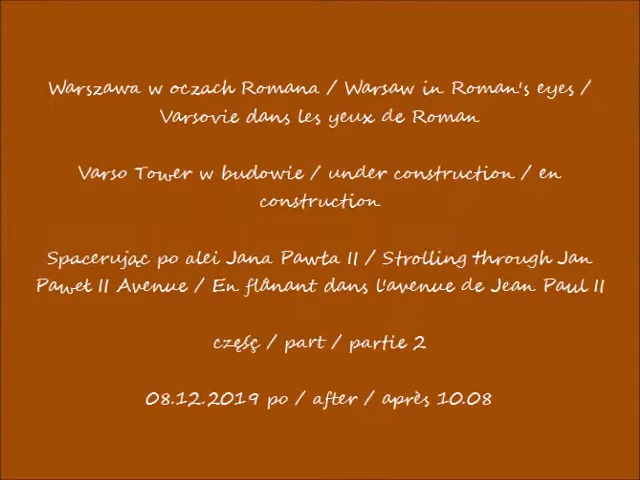 Warszawa w oczach Romana / Warsaw in Roman's eyes /
Varsovie dans les yeux de Roman
Varso Tower w budowie / under construction / en
construction
Spacerując po alei Jana Pawła II / Strolling through Jan
Paweł II Avenue / En flânant dans l'avenue de Jean Paul II
częśç / part / partie 2
08.12.2019 po / after / après 10.08